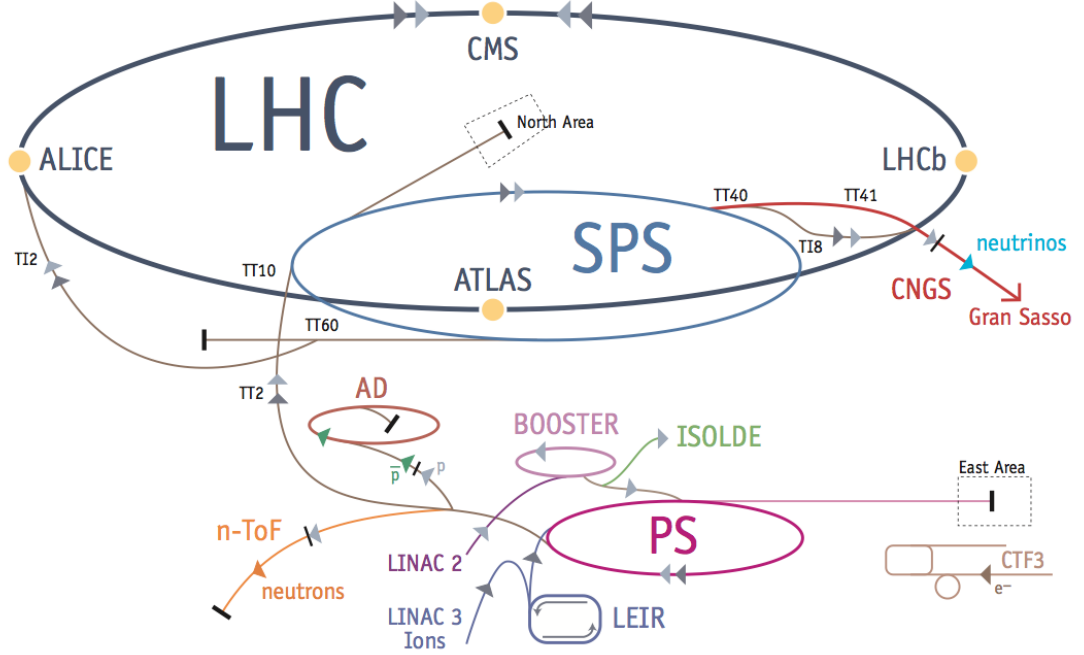 CMS
LHC
North Area
ALICE
LHCb
TT40
TT41
SPS
TI8
neutrinos
TI2
TT10
ATLAS
CNGS
Gran Sasso
TT60
TT2
AD
BOOSTER
ISOLDE
p̅
p
East Area
n-ToF
PS
LINAC 2
CTF3
neutrons
e–
LINAC 3
Ions
LEIR